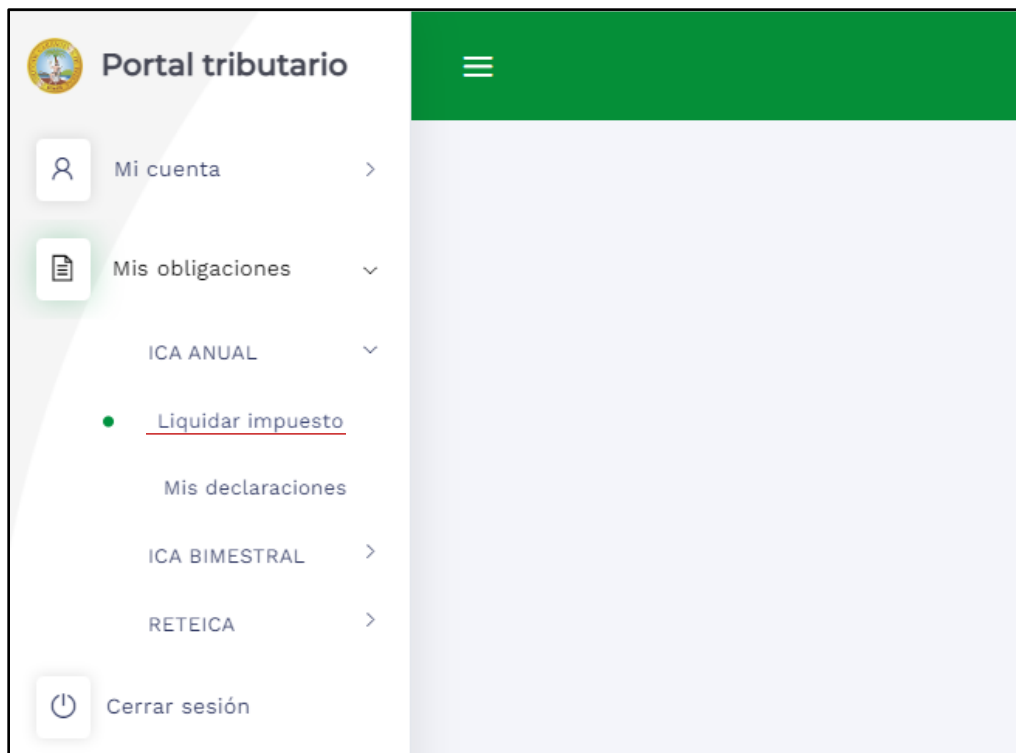 Portal tributario
Mi cuenta
Mis obligaciones
ICA ANUAL
Liquidar impuesto
Mis declaraciones
ICA BIMESTRAL
RETEICA
Cerrar sesión